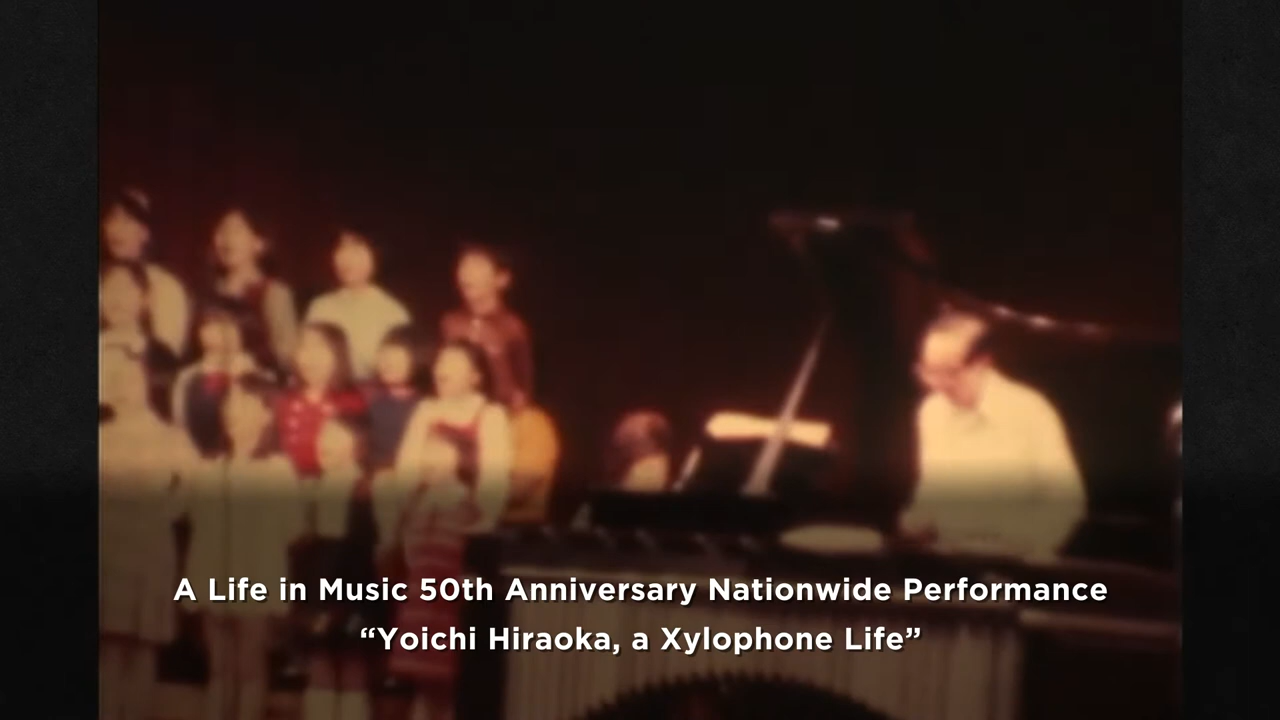 A Life in Music 50th Anniversary Nationwide Performance
“Yoichi Hiraoka, a Xylophone Life”